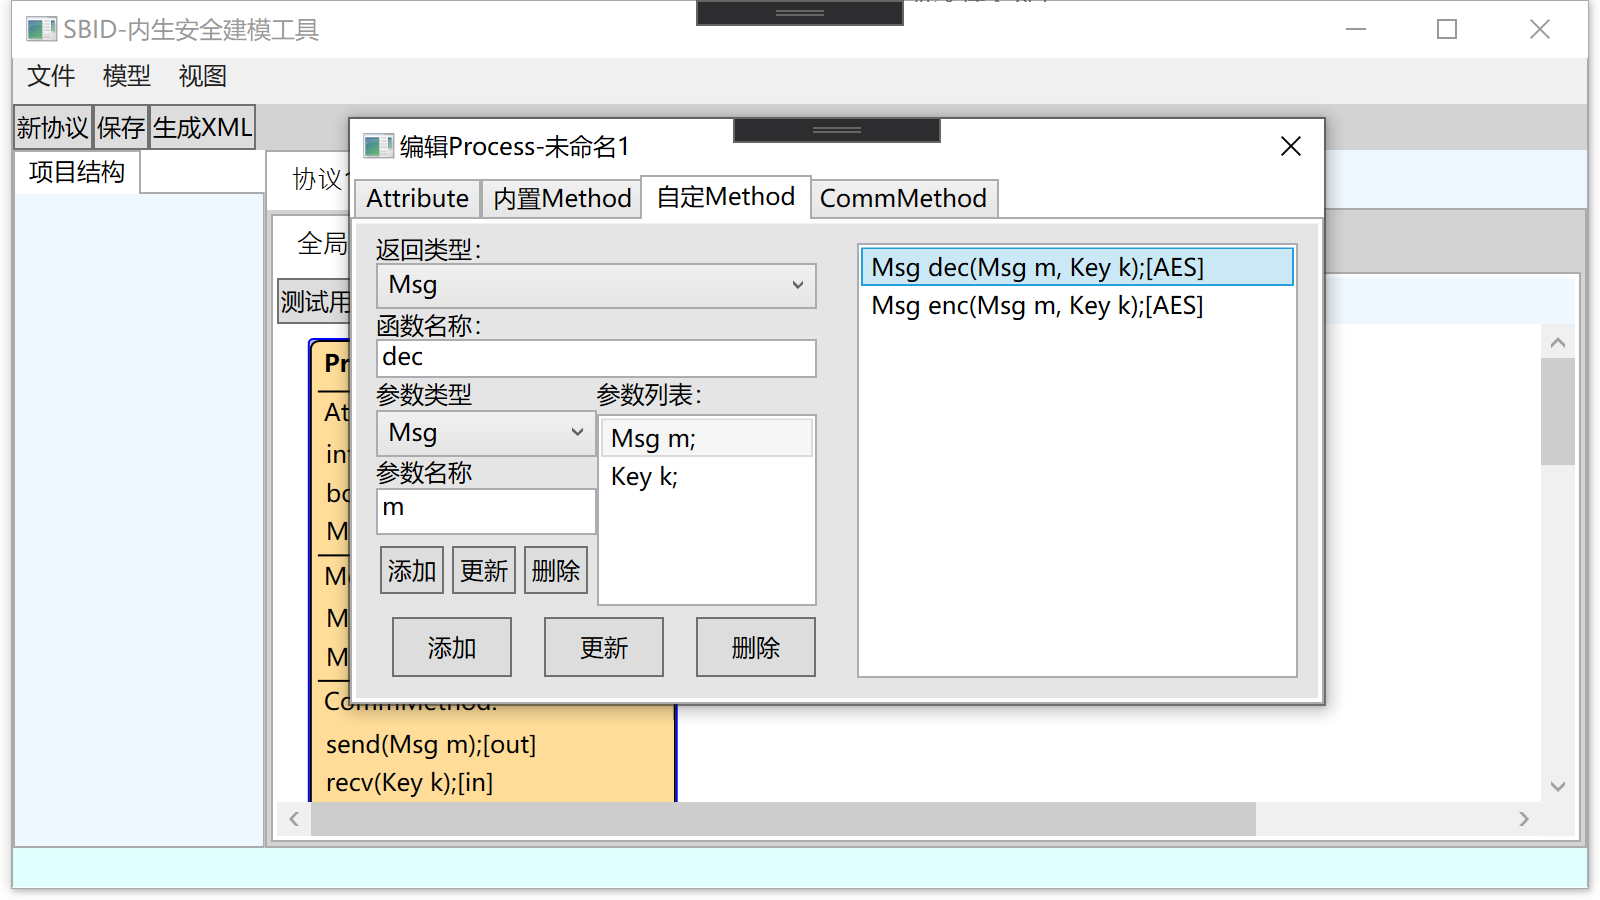 SBID-内生安全建模工具
文件 模型 视图
新协议 保存 生成XML
项目结构
协议
全局
测试用
编辑Process-未命名1
Attribute 内置Method 自定Method CommMethod
返回类型：
Msg
函数名称：
dec
参数类型
Msg
参数名称
m
添加 更新 删除
参数列表：
Msg m;
Key k;
添加 更新 删除
Msg dec(Msg m, Key k);[AES]
Msg enc(Msg m, Key k);[AES]
Pr
At
int
bo
M
M
M
M
CommMethod:
send(Msg m);[out]
recv(Key k);[in]